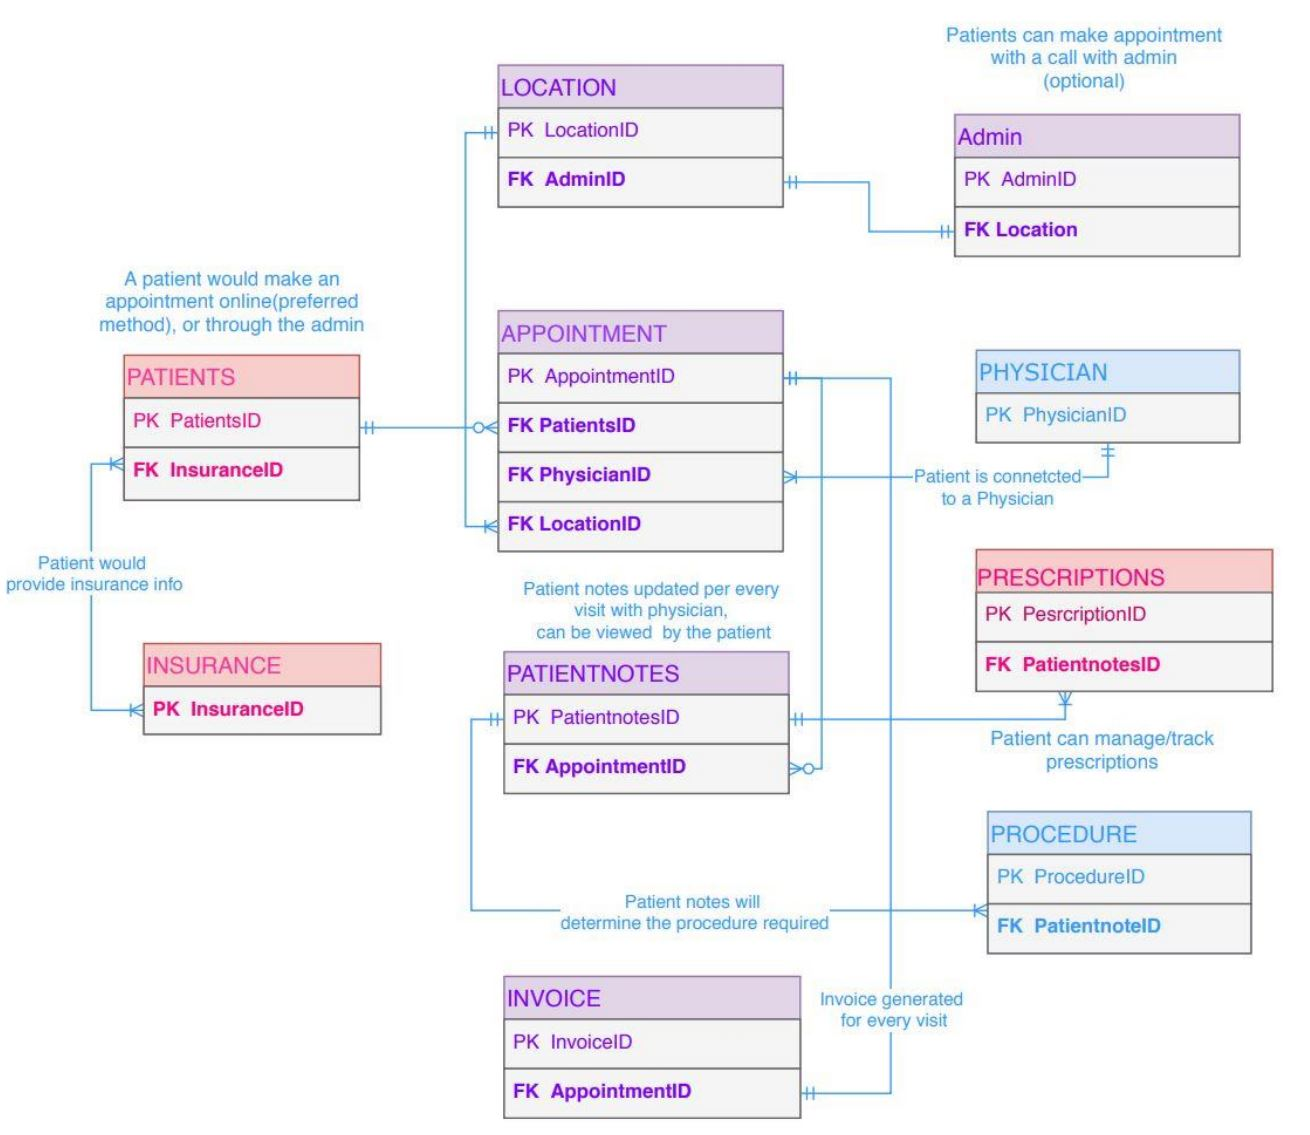 Patients can make appointment
with a call with admin
(optional)
LOCATION
PK LocationID
FK AdminID
Admin
PK AdminID
FK Location
A patient would make an
appointment online(preferred
method), or through the admin
PATIENTS
PK PatientsID
FK InsuranceID
APPOINTMENT
PK AppointmentID
FK PatientsID
FK PhysicianID
FK LocationID
PHYSICIAN
PK PhysicianID
Patient is connetcted
to a Physician
Patient would
provide insurance info
INSURANCE
PK InsuranceID
Patient notes updated per every
visit with physician,
can be viewed by the patient
PATIENTNOTES
PK PatientnotesID
FK AppointmentID
PRESCRIPTIONS
PK PesrcriptionID
FK PatientnotesID
Patient can manage/track
prescriptions
PROCEDURE
PK ProcedureID
FK PatientnoteID
Patient notes will
determine the procedure required
INVOICE
PK InvoiceID
FK AppointmentID
Invoice generated
for every visit